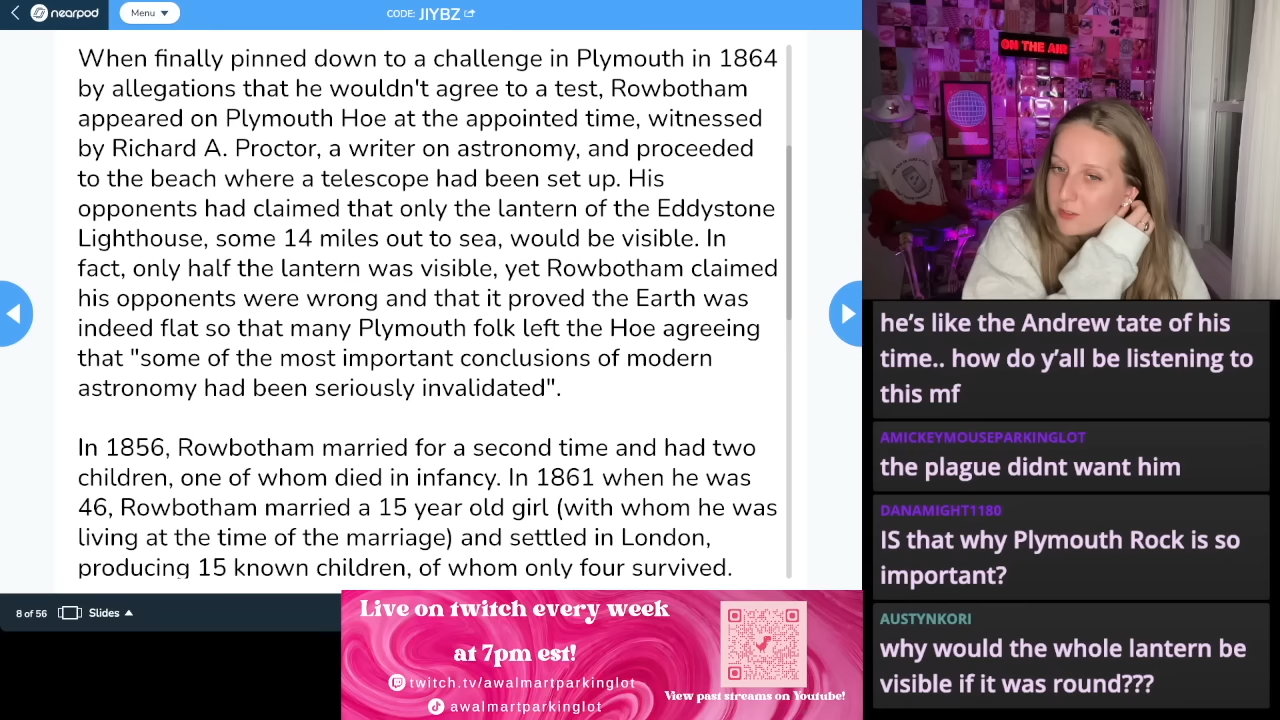 nearpod
Menu
CODE: JIYBZ
When finally pinned down to a challenge in Plymouth in 1864
by allegations that he wouldn't agree to a test, Rowbotham
appeared on Plymouth Hoe at the appointed time, witnessed
by Richard A. Proctor, a writer on astronomy, and proceeded
to the beach where a telescope had been set up. His
opponents had claimed that only the lantern of the Eddystone
Lighthouse, some 14 miles out to sea, would be visible. In
fact, only half the lantern was visible, yet Rowbotham claimed
his opponents were wrong and that it proved the Earth was
indeed flat so that many Plymouth folk left the Hoe agreeing
that "some of the most important conclusions of modern
astronomy had been seriously invalidated".
In 1856, Rowbotham married for a second time and had two
children, one of whom died in infancy. In 1861 when he was
46, Rowbotham married a 15 year old girl (with whom he was
living at the time of the marriage) and settled in London,
producing 15 known children, of whom only four survived.
8 of 56
Slides
Live on twitch every week
at 7pm est!
twitch.tv/awalmartparkinglot
awalmartparkinglot
View past streams on Youtube!
ON THE AIR
he's like the Andrew tate of his
time.. how do y'all be listening to
this mf
AMICKEYMOUSEPARKINGLOT
the plague didnt want him
DANAMIGHT1180
IS that why Plymouth Rock is so
important?
AUSTYNKORI
why would the whole lantern be
visible if it was round???